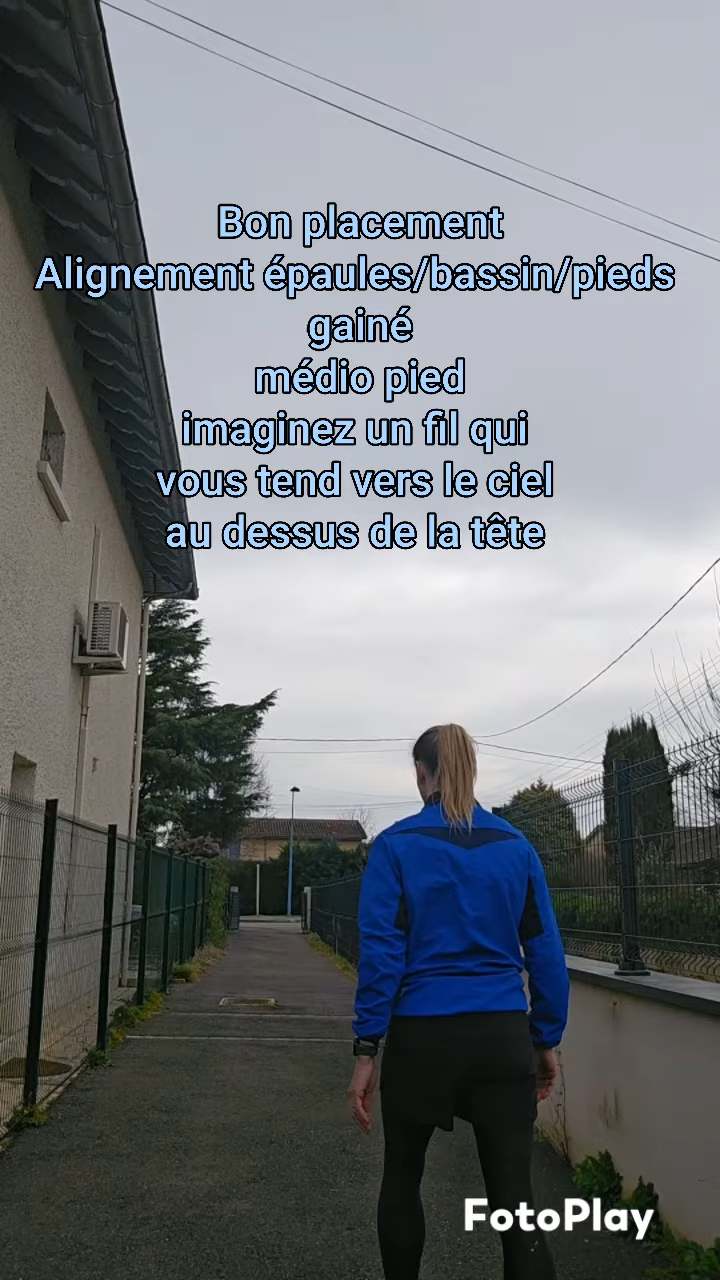 Bon placement
Alignement épaules/bassin/pieds
gainé
médio pied
imaginez un fil qui
vous tend vers le ciel
au dessus de la tête
FotoPlay